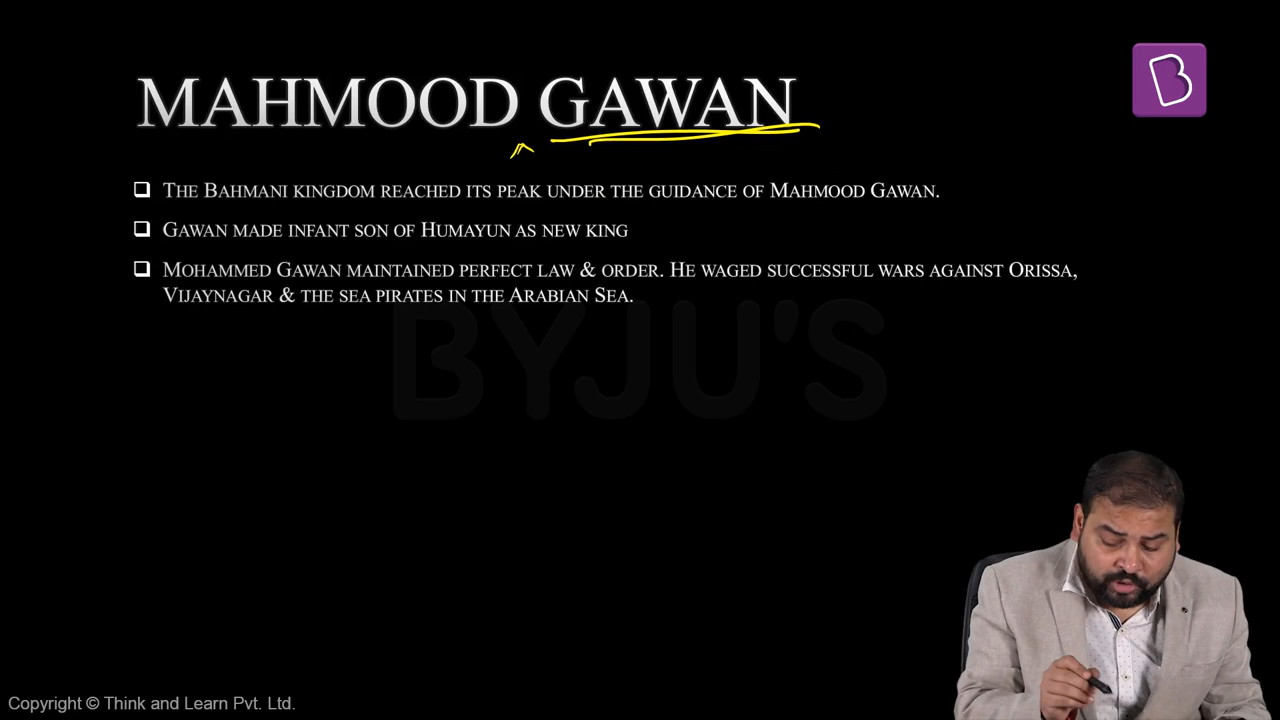 MAHMOOD GAWAN
THE BAHMANI KINGDOM REACHED ITS PEAK UNDER THE GUIDANCE OF MAHMOOD GAWAN.
GAWAN MADE INFANT SON OF HUMAYUN AS NEW KING
MOHAMMED GAWAN MAINTAINED PERFECT LAW & ORDER. HE WAGED SUCCESSFUL WARS AGAINST ORISSA,
VIJAYNAGAR & THE SEA PIRATES IN THE ARABIAN SEA.
BYJU'S
Copyright © Think and Learn Pvt. Ltd.